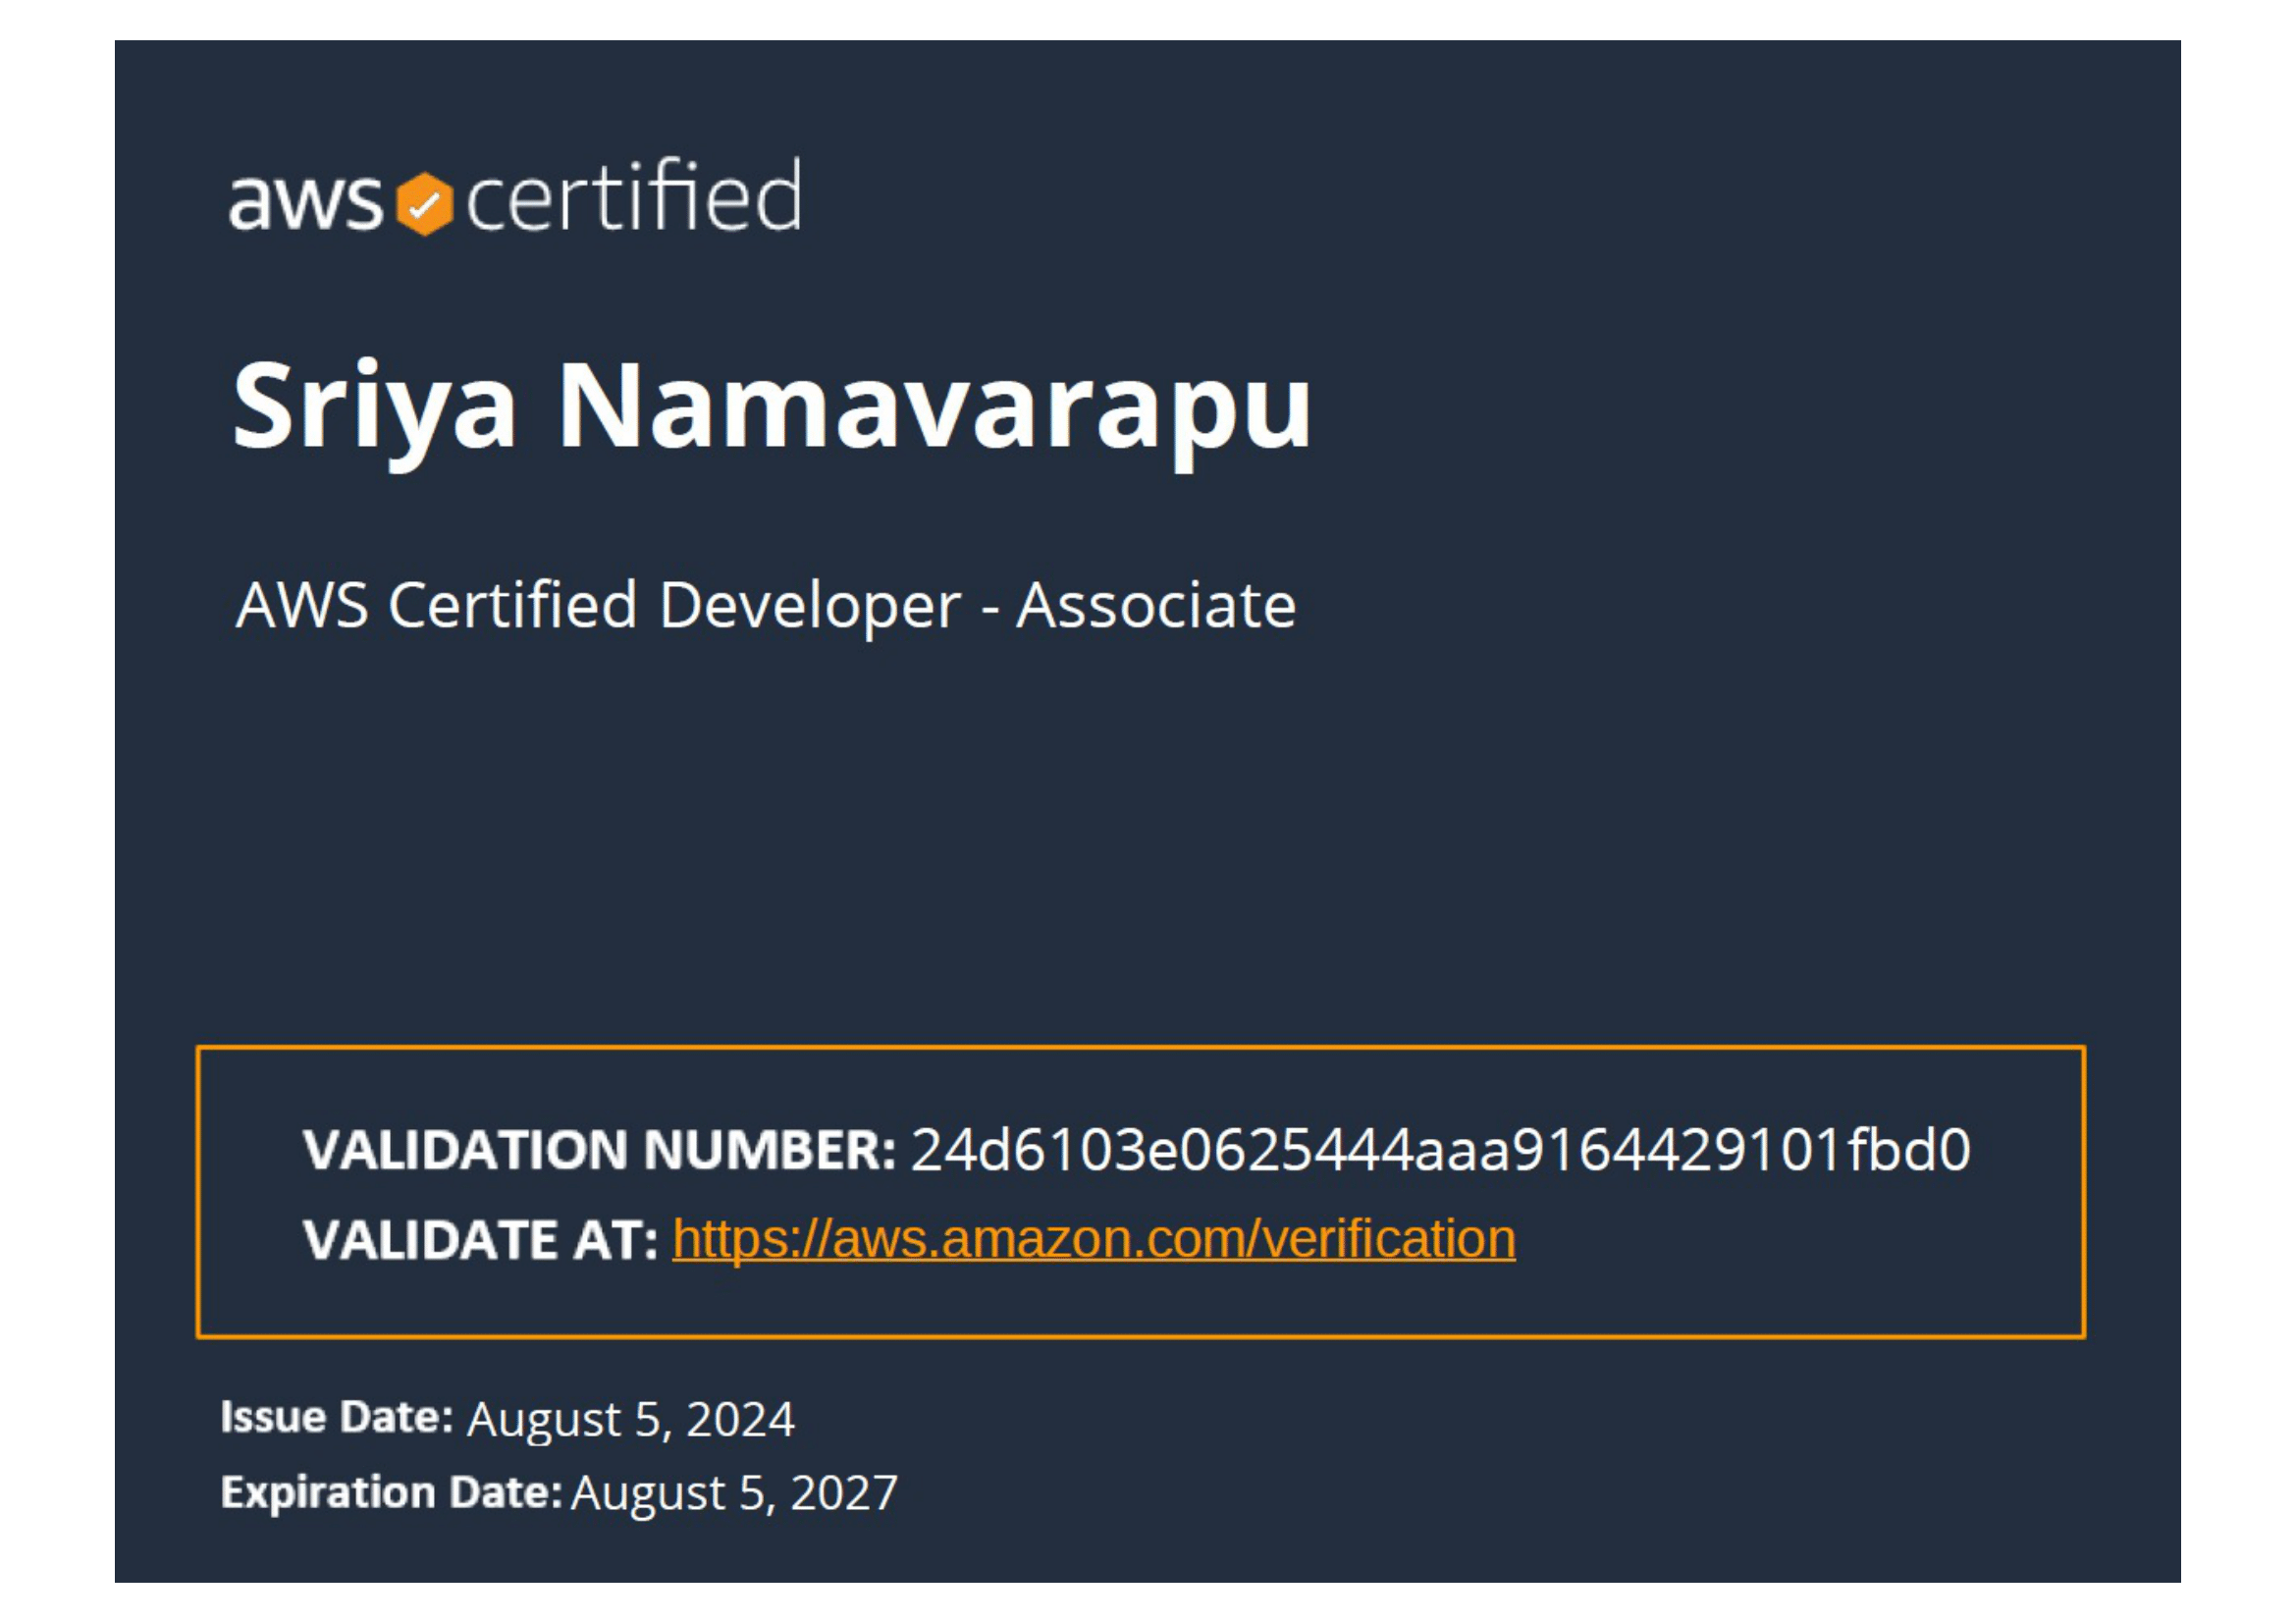 aws certified
Sriya Namavarapu
AWS Certified Developer - Associate
VALIDATION NUMBER: 24d6103e0625444aaa9164429101fbd0
VALIDATE AT: https://aws.amazon.com/verification
Issue Date: August 5, 2024
Expiration Date: August 5, 2027